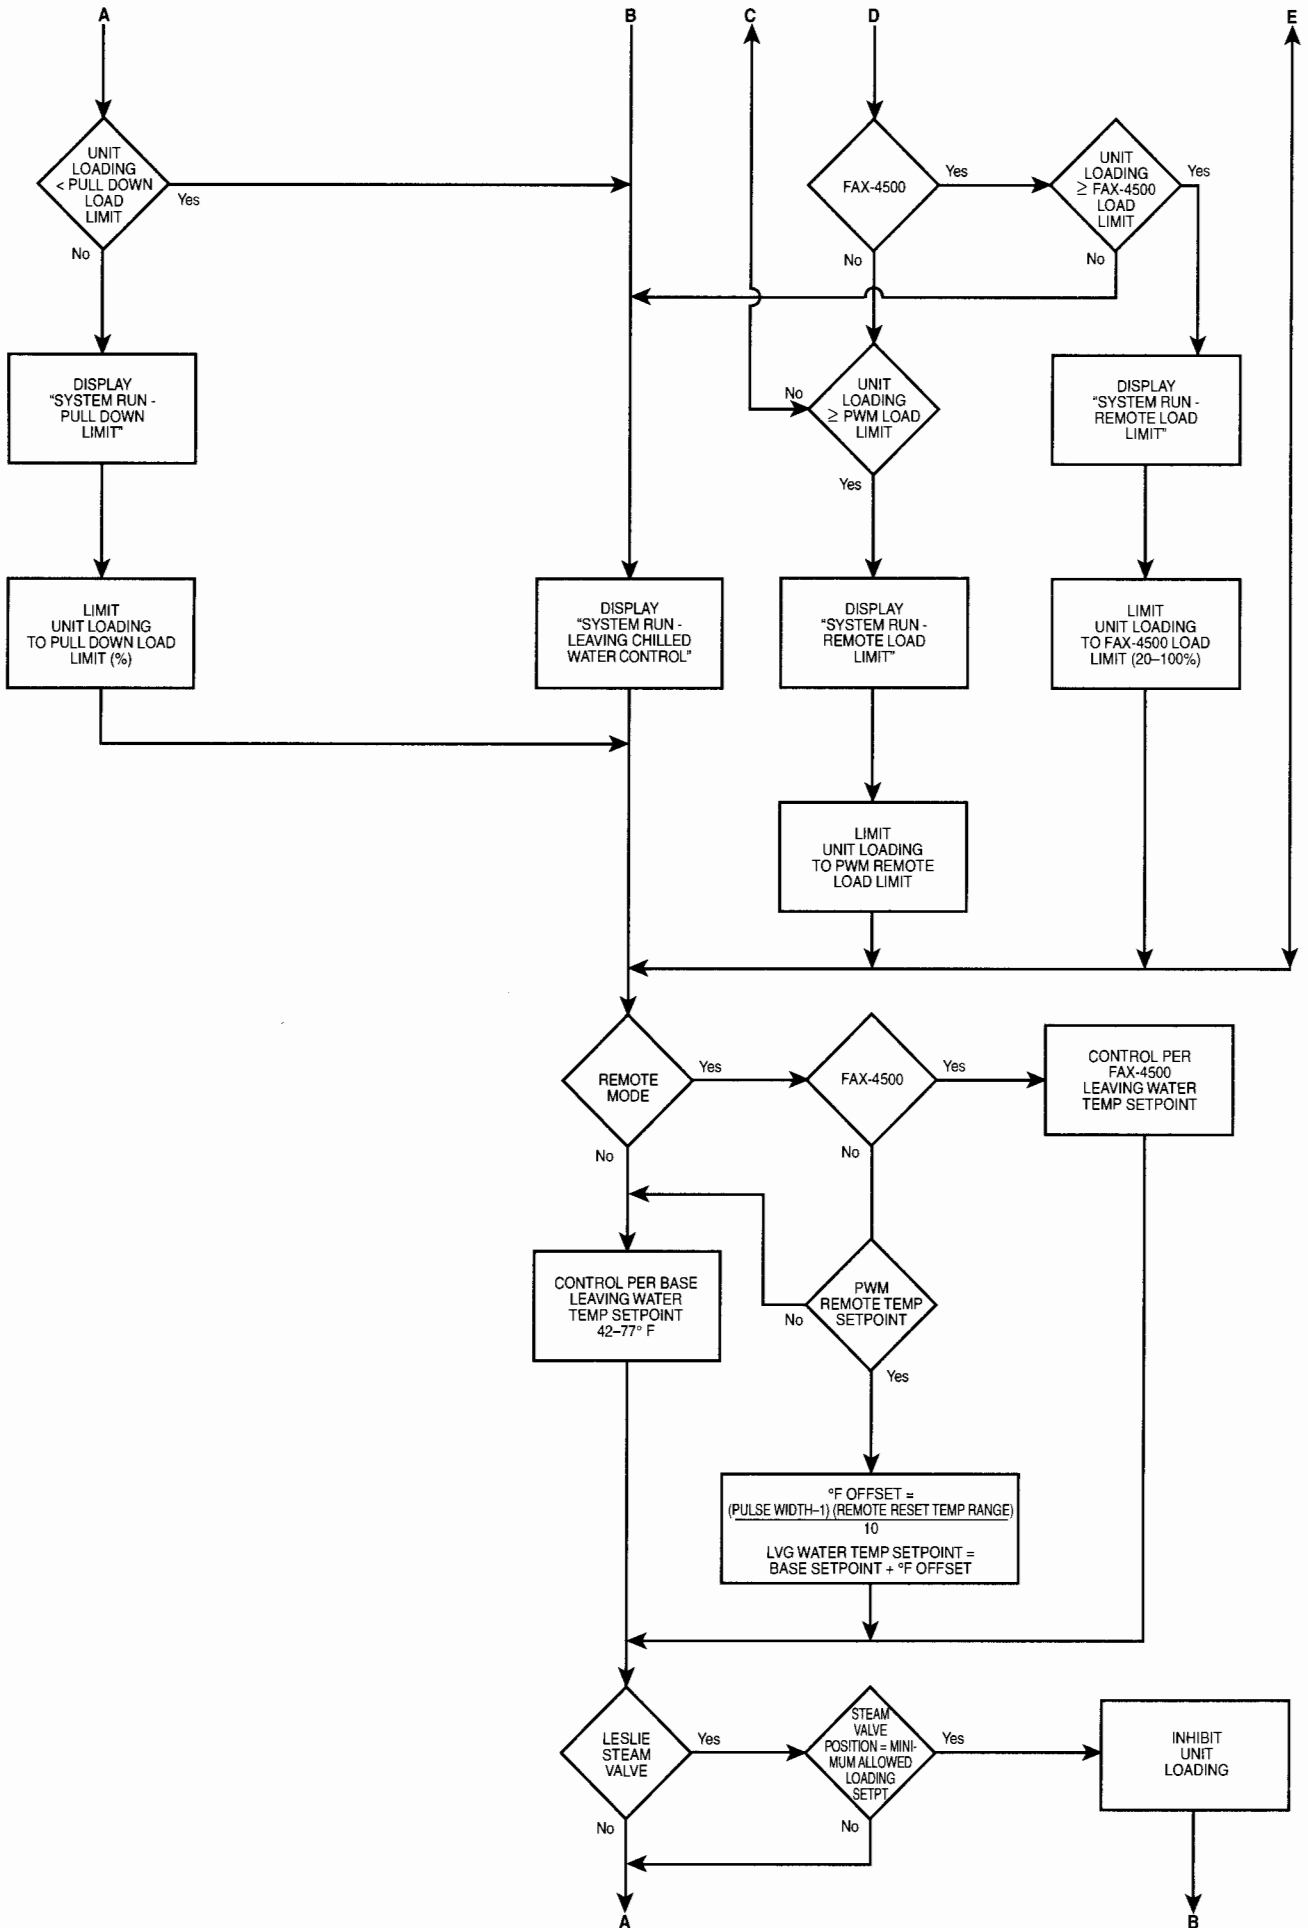 A
B
C
D
E
UNIT
LOADING
< PULL DOWN
LOAD
LIMIT
Yes
No
FAX-4500
Yes
No
UNIT
LOADING
≥ FAX-4500
LOAD
LIMIT
Yes
No
DISPLAY
"SYSTEM RUN -
PULL DOWN
LIMIT"
No
UNIT
LOADING
≥ PWM LOAD
LIMIT
Yes
DISPLAY
"SYSTEM RUN -
REMOTE LOAD
LIMIT"
LIMIT
UNIT LOADING
TO PULL DOWN LOAD
LIMIT (%)
DISPLAY
"SYSTEM RUN -
LEAVING CHILLED
WATER CONTROL"
DISPLAY
"SYSTEM RUN -
REMOTE LOAD
LIMIT"
LIMIT
UNIT LOADING
TO FAX-4500 LOAD
LIMIT (20–100%)
LIMIT
UNIT LOADING
TO PWM REMOTE
LOAD LIMIT
REMOTE
MODE
Yes
No
FAX-4500
Yes
No
CONTROL PER
FAX-4500
LEAVING WATER
TEMP SETPOINT
CONTROL PER BASE
LEAVING WATER
TEMP SETPOINT
42–77° F
PWM
REMOTE TEMP
SETPOINT
No
Yes
°F OFFSET =
(PULSE WIDTH–1) (REMOTE RESET TEMP RANGE)
10
LVG WATER TEMP SETPOINT =
BASE SETPOINT + °F OFFSET
LESLIE
STEAM
VALVE
Yes
No
STEAM
VALVE
POSITION = MINI-
MUM ALLOWED
LOADING
SETPT
Yes
No
INHIBIT
UNIT
LOADING
A
B